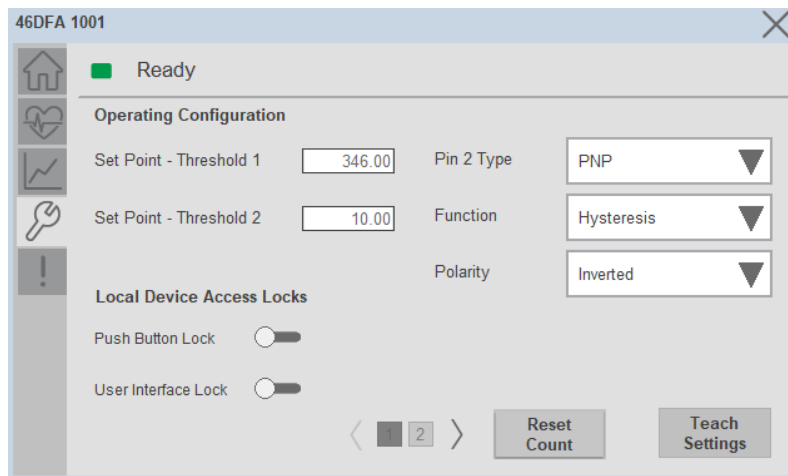 46DFA 1001
Ready
Operating Configuration
Set Point - Threshold 1 346.00 Pin 2 Type PNP
Set Point - Threshold 2 10.00 Function Hysteresis
Polarity Inverted
Local Device Access Locks
Push Button Lock
User Interface Lock
1 2 Reset Count Teach Settings